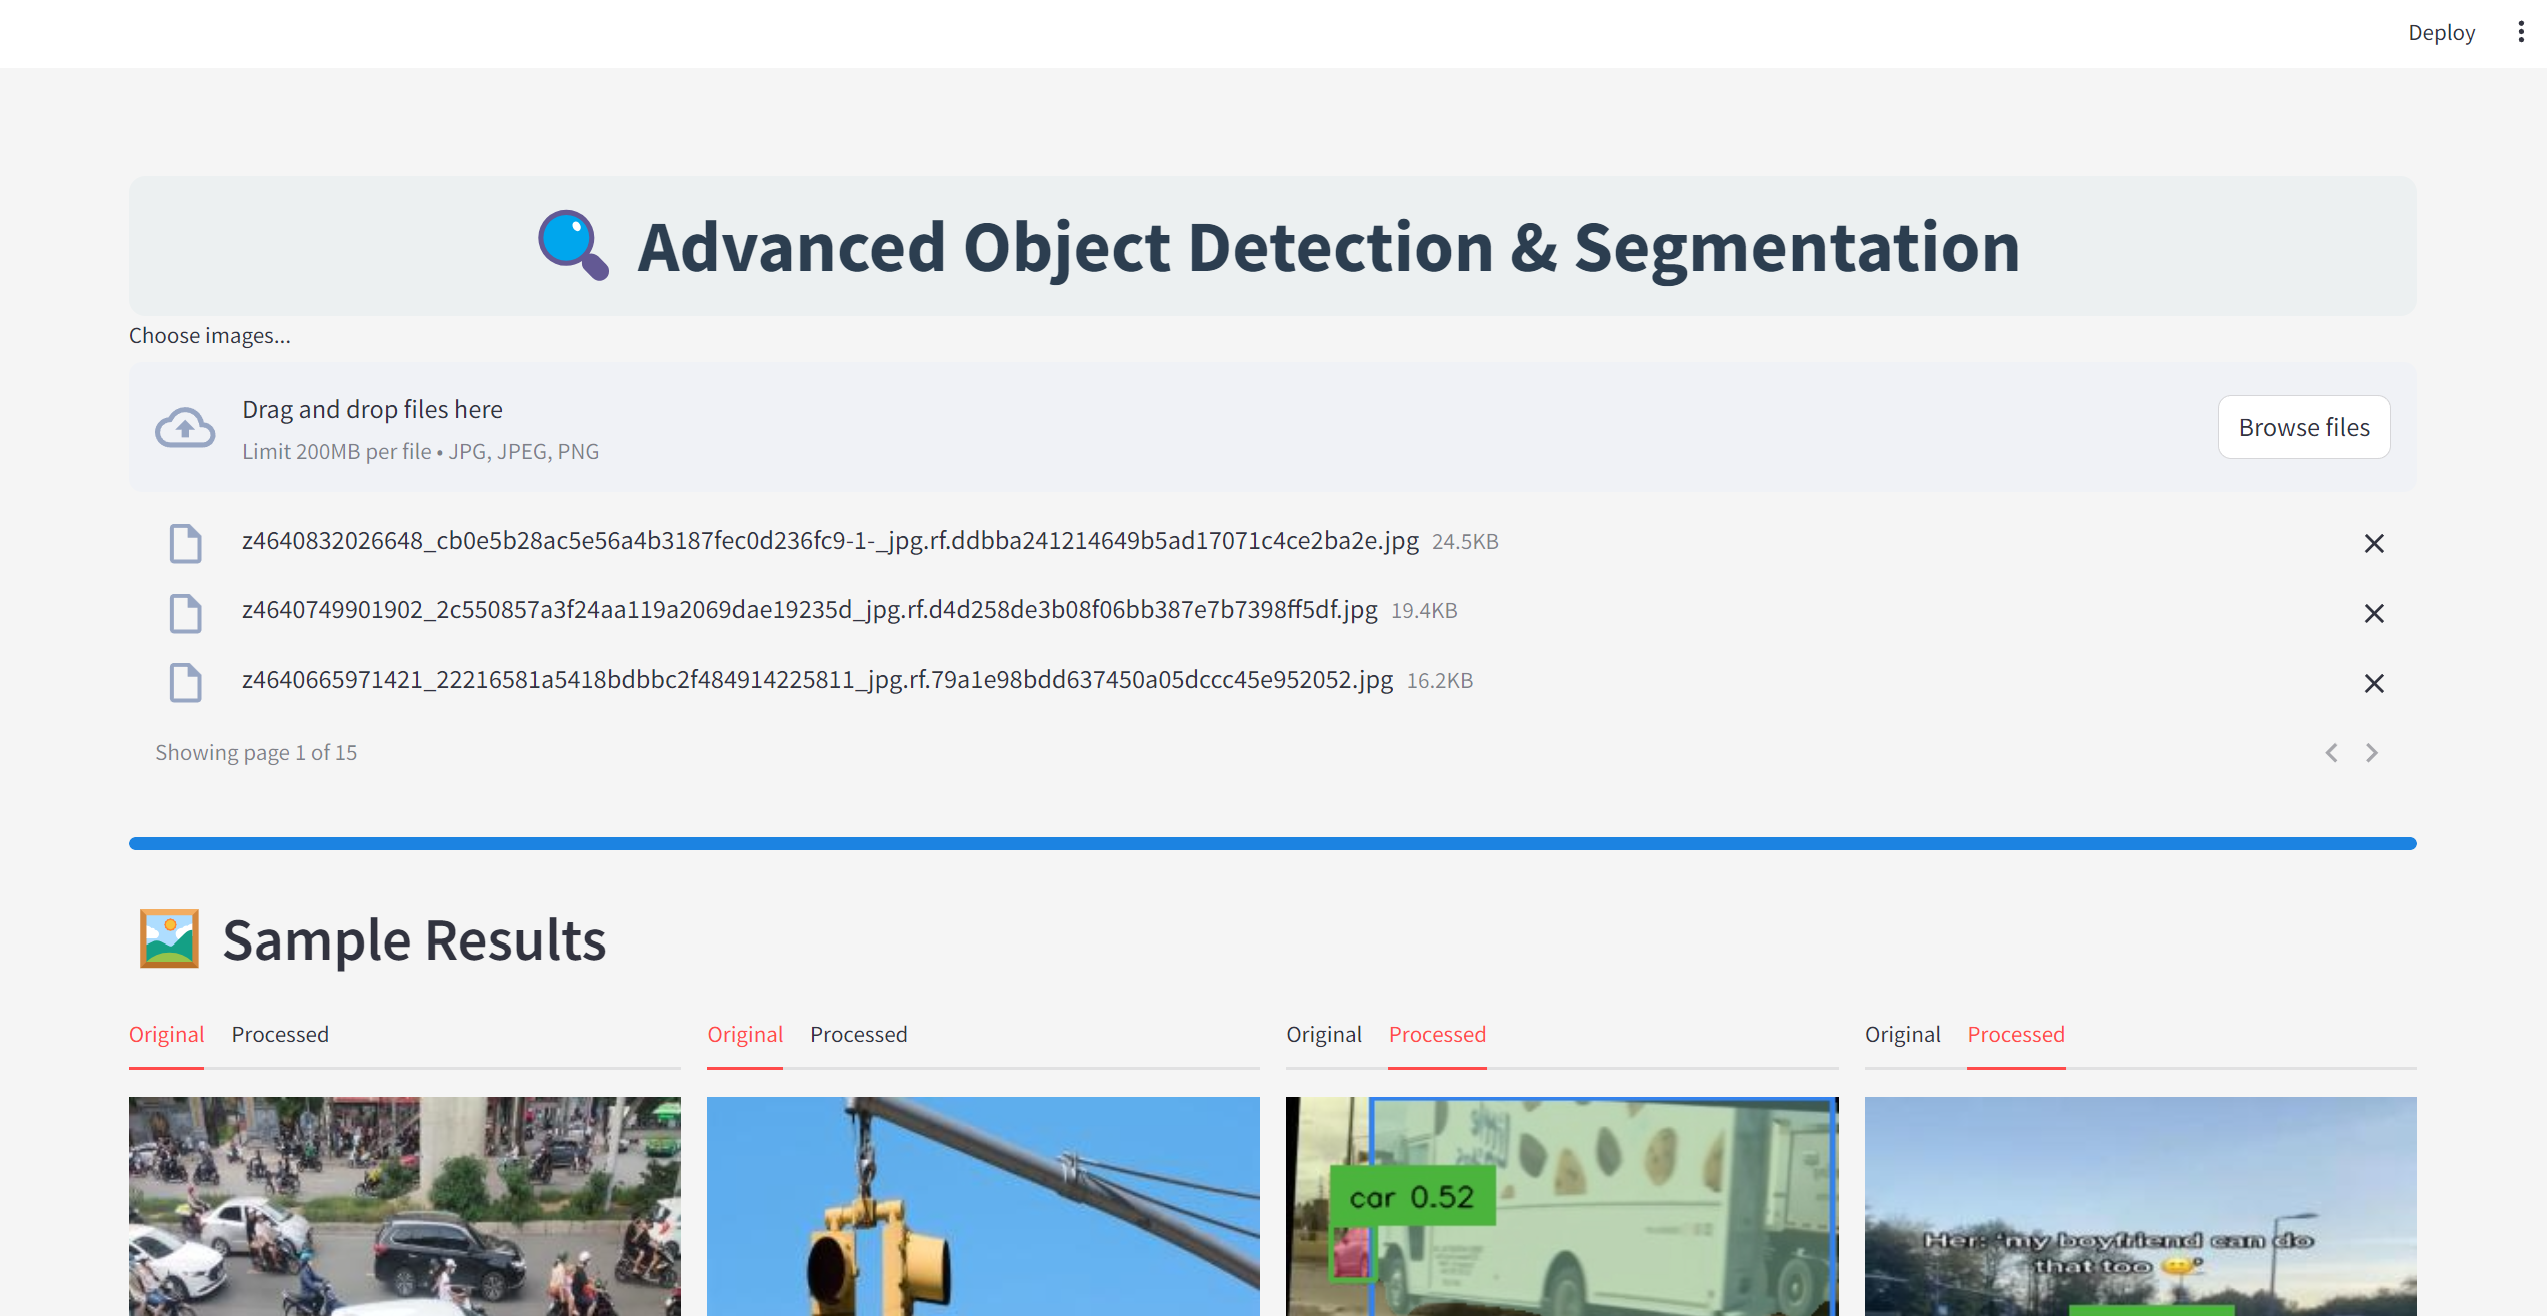 Deploy
Advanced Object Detection & Segmentation
Choose images...
Drag and drop files here
Limit 200MB per file • JPG, JPEG, PNG
Browse files
z4640832026648_cb0e5b28ac5e56a4b3187fec0d236fc9-1-_jpg.rf.ddbba241214649b5ad17071c4ce2ba2e.jpg 24.5KB
z4640749901902_2c550857a3f24aa119a2069dae19235d_jpg.rf.d4d258de3b08f06bb387e7b7398ff5df.jpg 19.4KB
z4640665971421_22216581a5418bdbbc2f484914225811_jpg.rf.79a1e98bdd637450a05dccc45e952052.jpg 16.2KB
Showing page 1 of 15
Sample Results
Original Processed
Original Processed
Original Processed
Original Processed
car 0.52
Her: "my boyfriend can do
that too 😏"